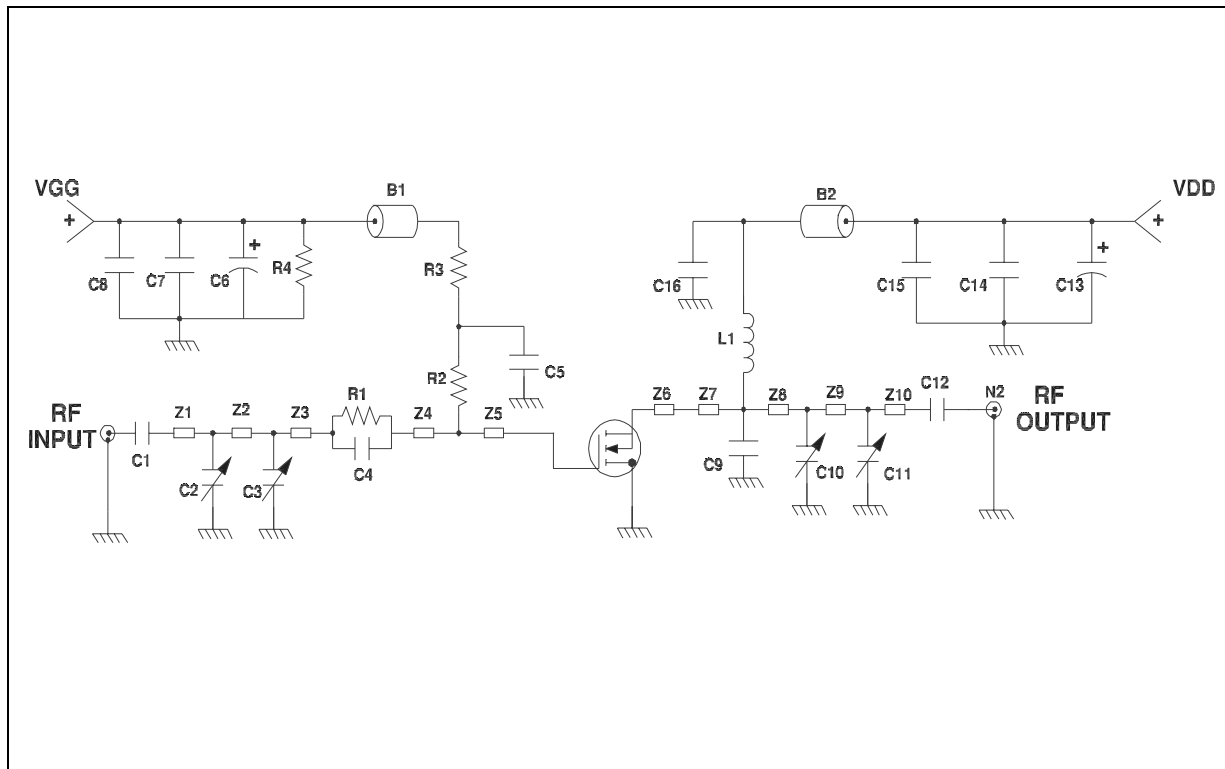 VGG
B1
B2
VDD
+
+
+
+
C8
C7
C6
R4
R3
C16
C15
C14
C13
L1
R2
C5
RF
INPUT
Z1
Z2
Z3
R1
Z4
Z5
Z6
Z7
Z8
Z9
Z10
C12
N2
RF
OUTPUT
C1
C2
C3
C4
C9
C10
C11